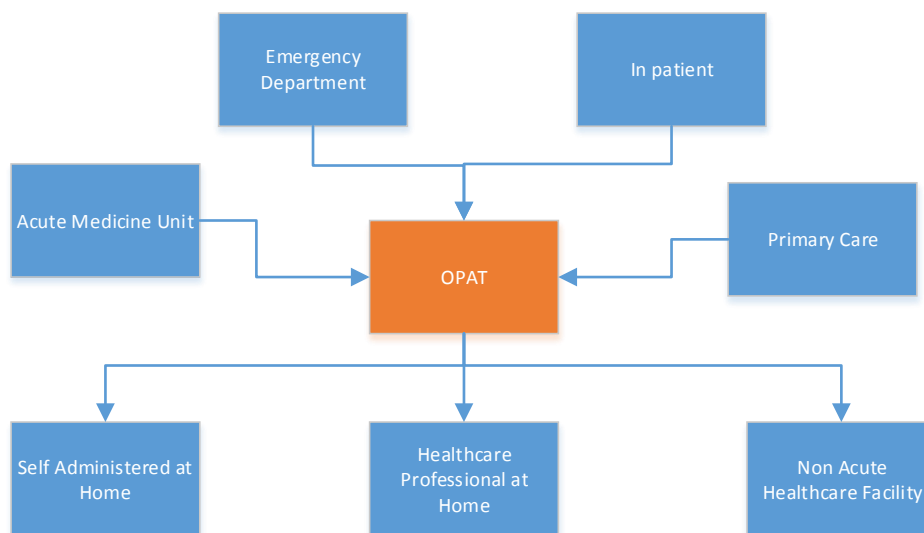 Emergency
Department
In patient
Acute Medicine Unit
Primary Care
OPAT
Self Administered at
Home
Healthcare
Professional at
Home
Non Acute
Healthcare Facility